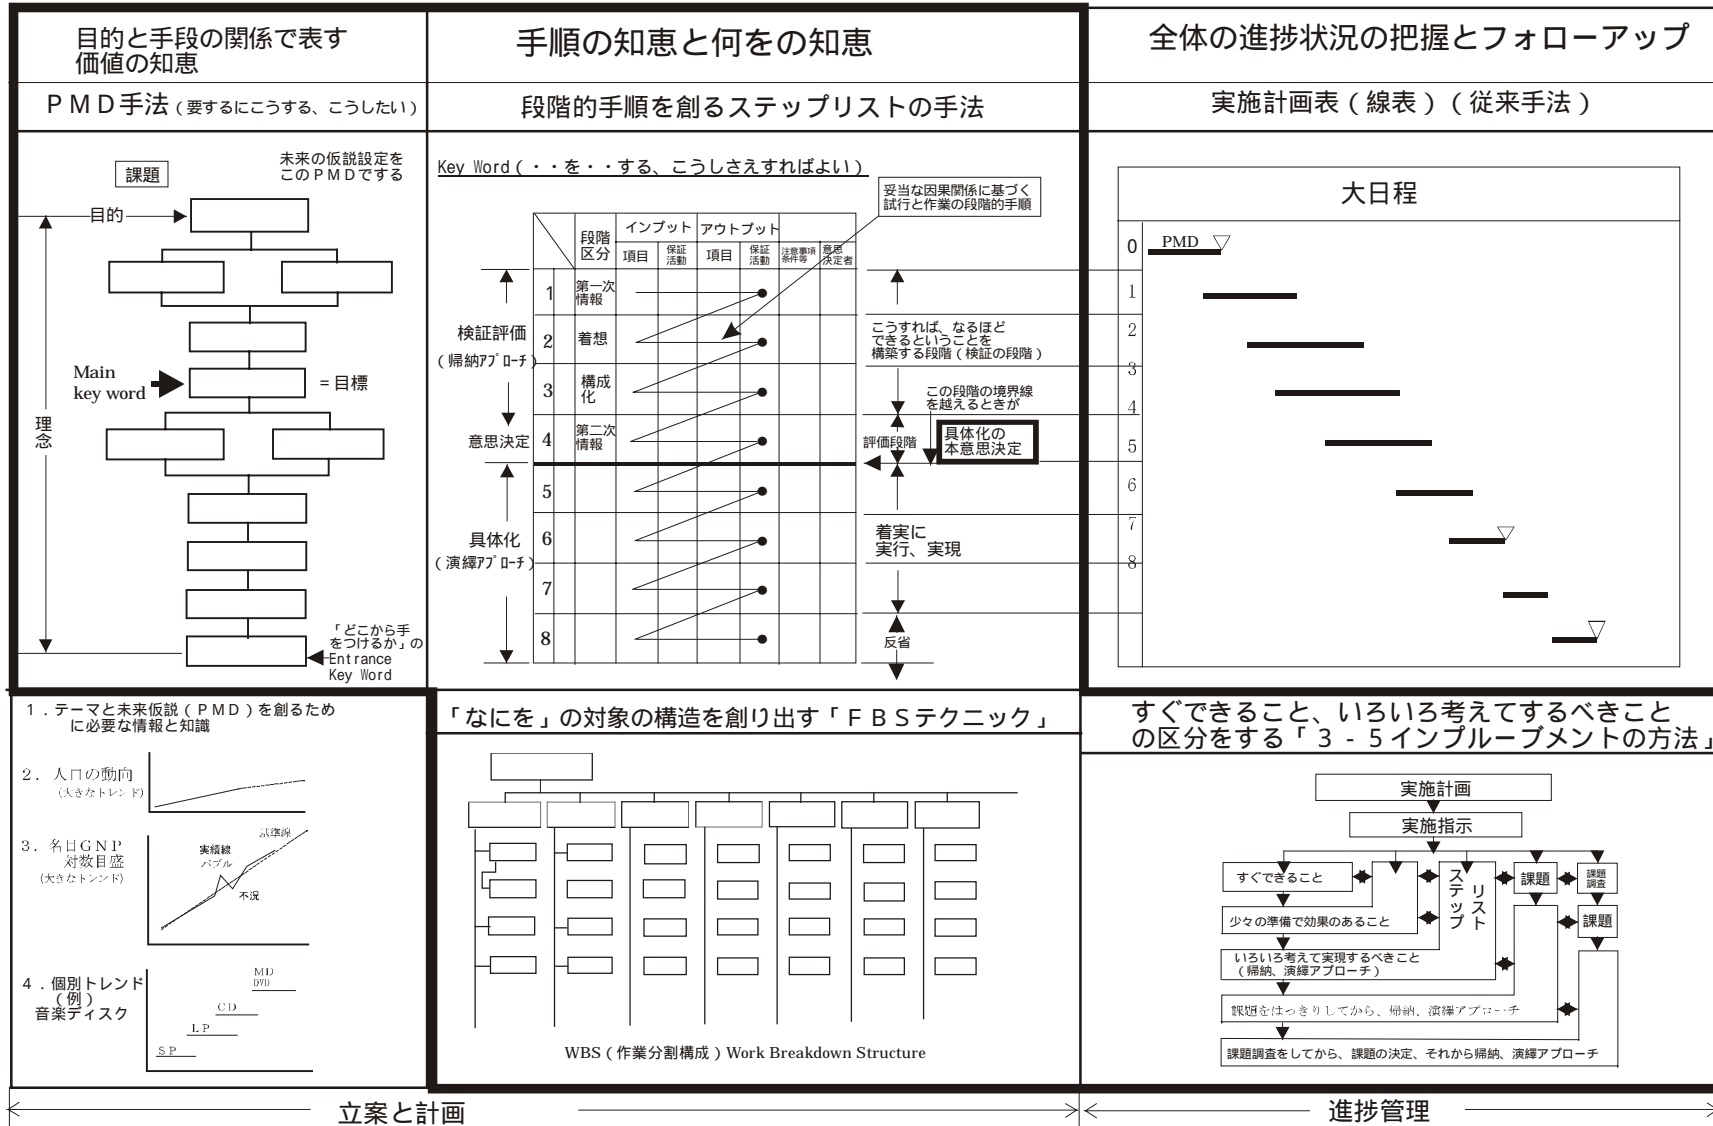 目的と手段の関係で表す
価値の知恵
手順の知恵と何をの知恵
全体の進捗状況の把握とフォローアップ
ＰＭＤ手法（要するにこうする、こうしたい）
段階的手順を創るステップリストの手法
実施計画表（線表）（従来手法）
課題
未来の仮説設定を
このＰＭＤでする
目的
Main
key word
＝目標
理念
「どこから手
をつけるか」の
Entrance
Key Word
Key Word（・・を・・する、こうしさえすればよい）
妥当な因果関係に基づく
試行と作業の段階的手順
段階
区分
インプット
アウトプット
項目
保証
活動
項目
保証
活動
注意事項
条件等
意思
決定者
1
第一次
情報
2
着想
3
構成
化
4
第二次
情報
5
6
7
8
検証評価
（帰納アプローチ）
意思決定
具体化
（演繹アプローチ）
こうすれば、なるほど
できるということを
構築する段階（検証の段階）
この段階の境界線
を越えるときが
評価段階
具体化の
本意思決定
着実に
実行、実現
反省
大日程
0
PMD
1
2
3
4
5
6
7
8
１．テーマと未来仮説（ＰＭＤ）を創るため
に必要な情報と知識
２．人口の動向
（大きなトレンド）
３．名目ＧＮＰ
対数目盛
（大きなトレンド）
実績線
バブル
不況
４．個別トレンド
（例）
音楽ディスク
MD
DVD
CD
LP
SP
「なにを」の対象の構造を創り出す「ＦＢＳテクニック」
WBS（作業分割構成）Work Breakdown Structure
すぐできること、いろいろ考えてするべきこと
の区分をする「３-５インプルーブメントの方法」
実施計画
実施指示
すぐできること
ステップ
リスト
課題
課題
調査
少々の準備で効果のあること
課題
いろいろ考えて実現するべきこと
（帰納、演繹アプローチ）
課題をはっきりしてから、帰納、演繹アプローチ
課題調査をしてから、課題の決定、それから帰納、演繹アプローチ
立案と計画
進捗管理